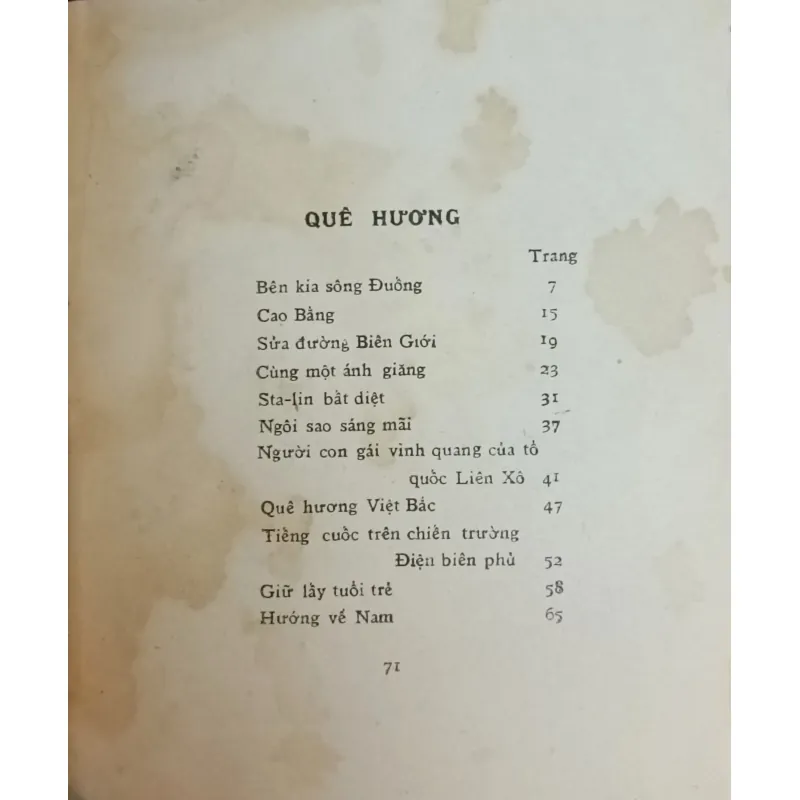 QUÊ HƯƠNG
Trang
Bên kia sông Đuồng 7
Cao Bằng 15
Sửa đường Biên Giới 19
Cùng một ánh giăng 23
Sta-lin bất diệt 31
Ngôi sao sáng mãi 37
Người con gái vinh quang của tổ
quốc Liên Xô 41
Quê hương Việt Bắc 47
Tiếng cuốc trên chiến trường
Điện biên phủ 52
Giữ lấy tuổi trẻ 58
Hướng về Nam 65
71